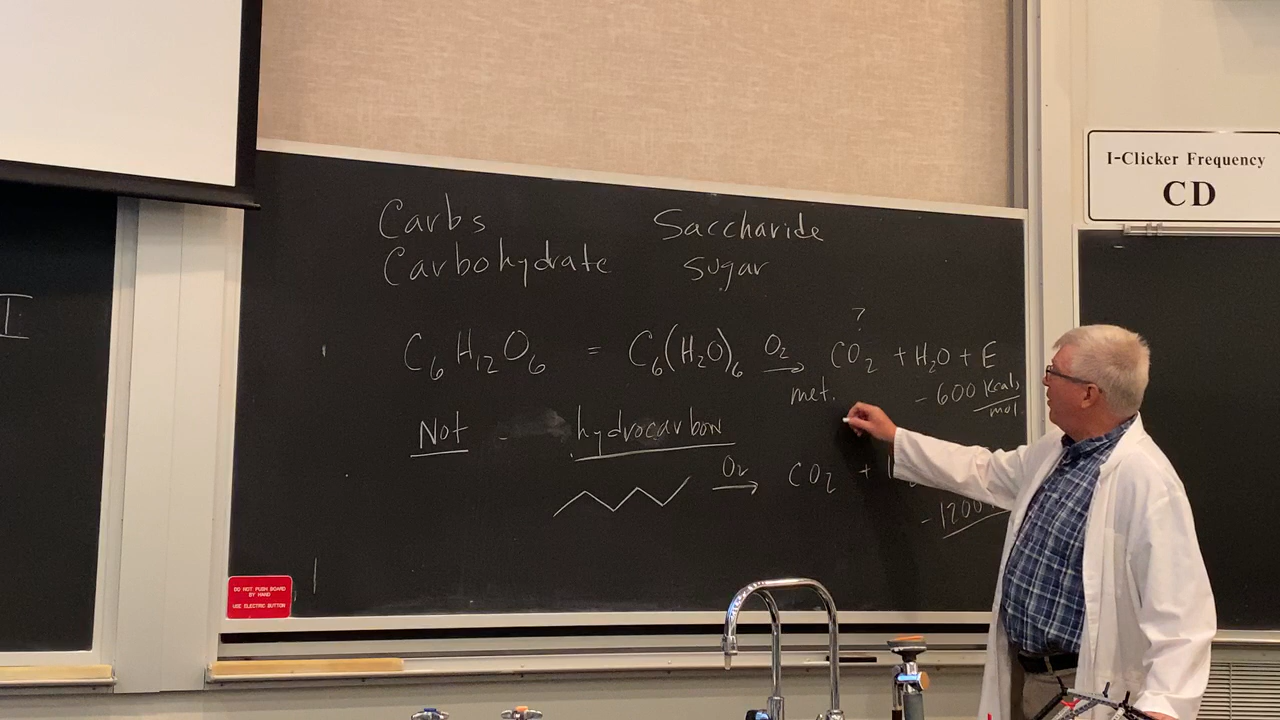 Carbs Saccharide
Carbohydrate sugar
?
C6H12O6 = C6(H2O)6 O2 → CO2 + H2O + E
met. - 600 Kcals/mol.
Not - hydrocarbon
O2 → CO2 +
- 1200
I
I-Clicker Frequency
CD
DO NOT PUSH BOARD
BY HAND
USE ELECTRIC BUTTON